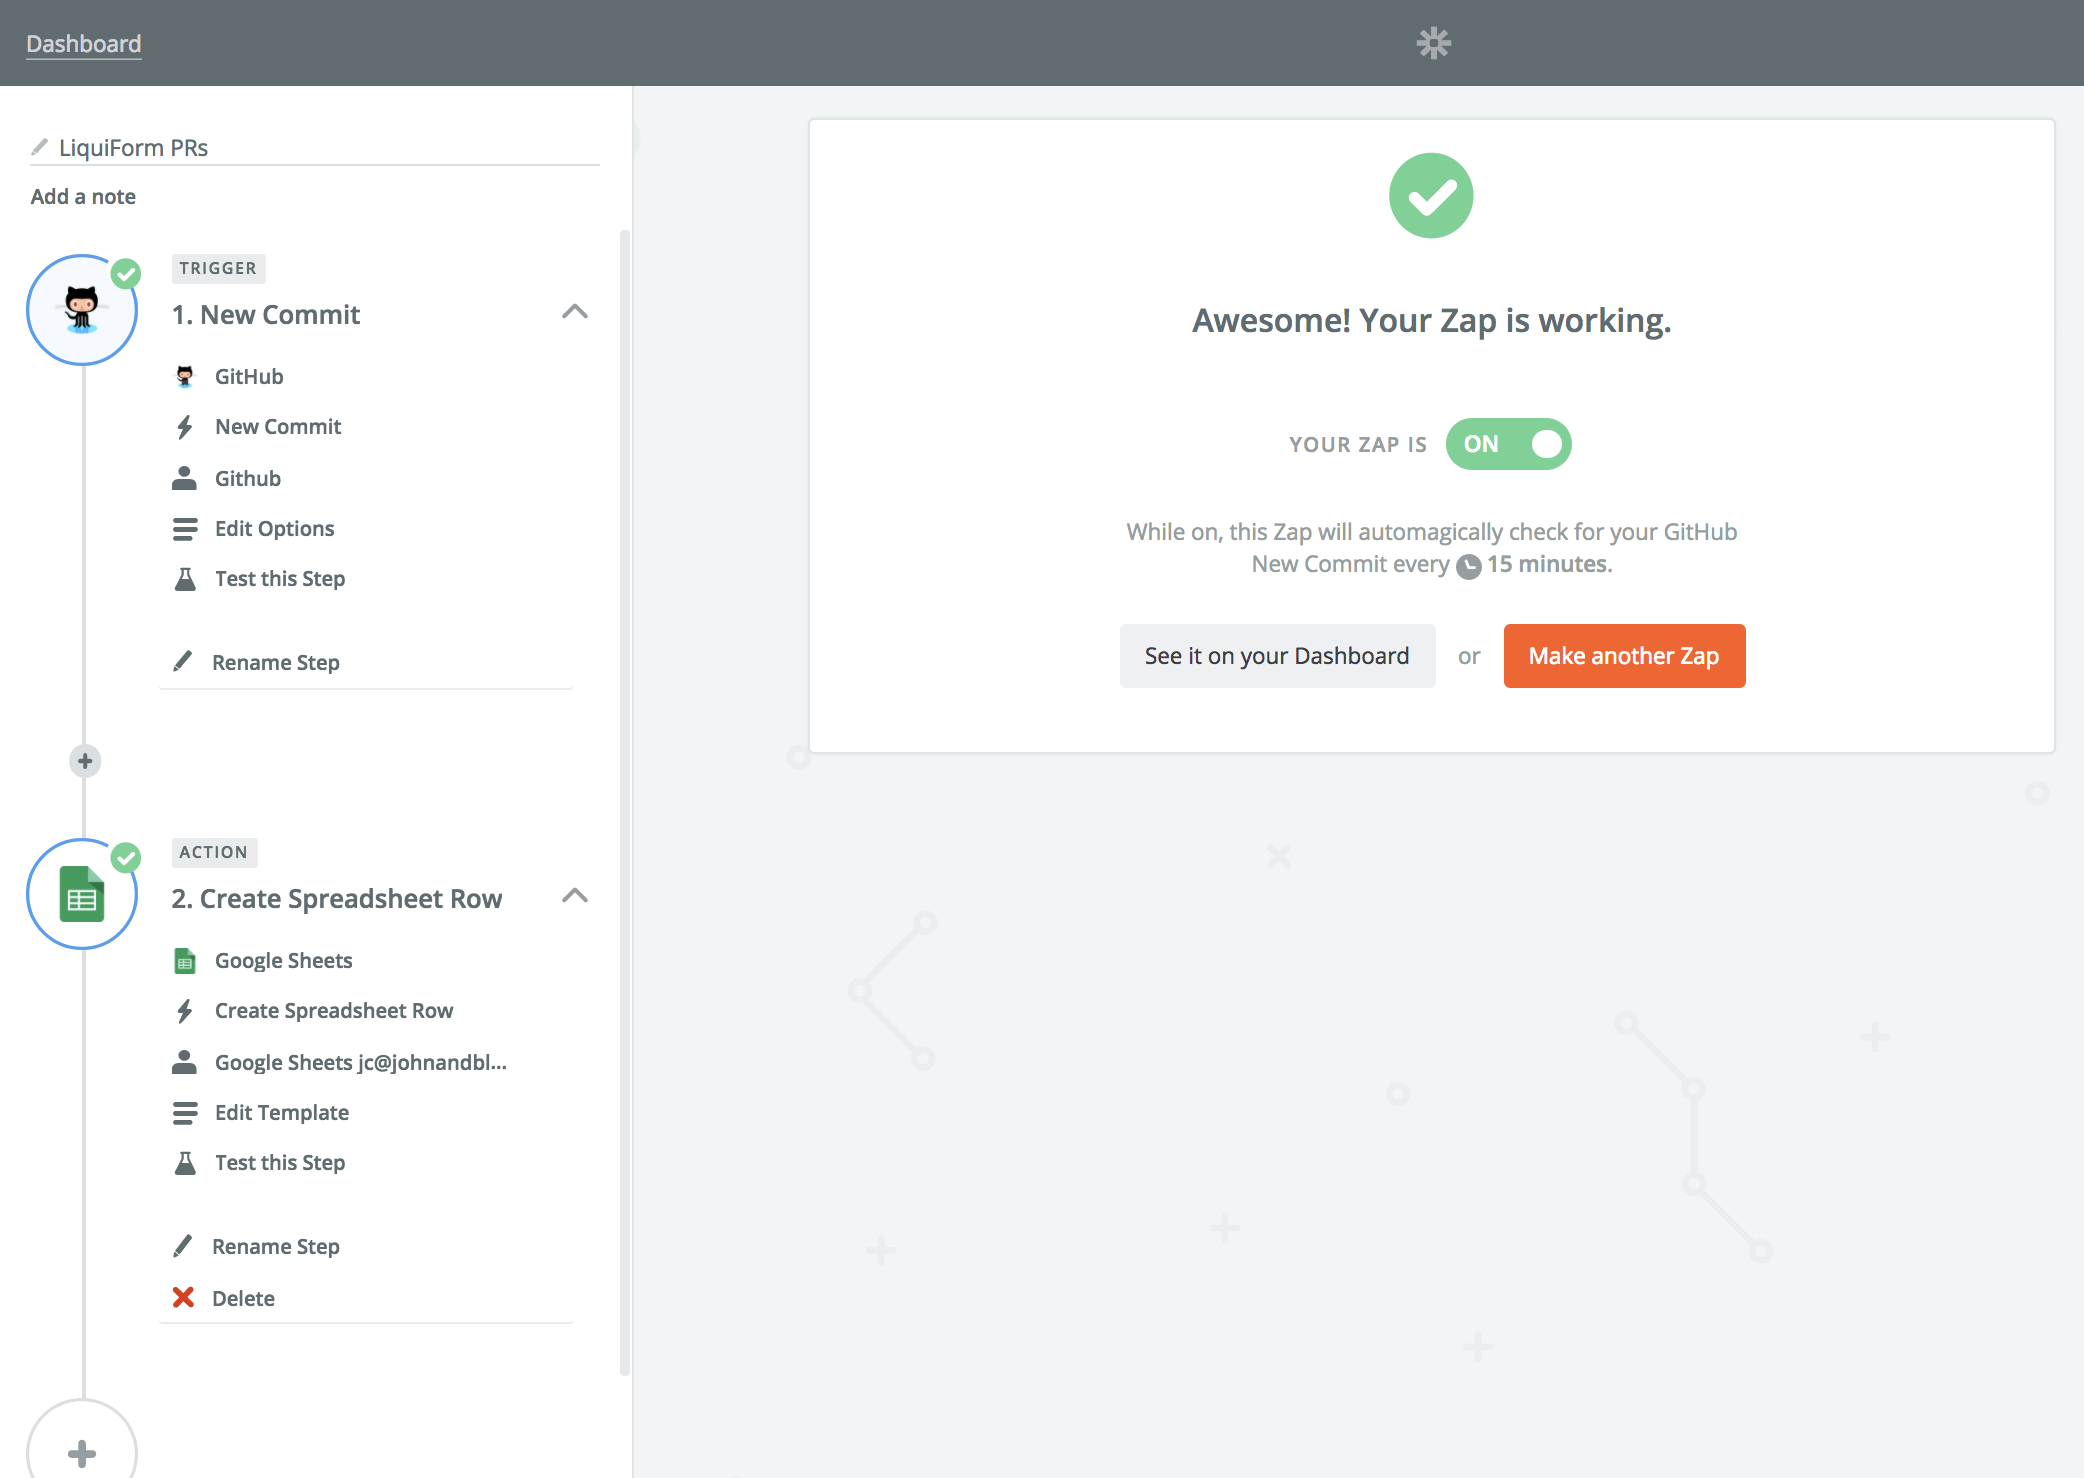 Dashboard
LiquiForm PRs
Add a note
TRIGGER
1. New Commit
GitHub
New Commit
Github
Edit Options
Test this Step
Rename Step
ACTION
2. Create Spreadsheet Row
Google Sheets
Create Spreadsheet Row
Google Sheets jc@johnandbl...
Edit Template
Test this Step
Rename Step
Delete
Awesome! Your Zap is working.
YOUR ZAP IS ON
While on, this Zap will automagically check for your GitHub
New Commit every 15 minutes.
See it on your Dashboard or Make another Zap